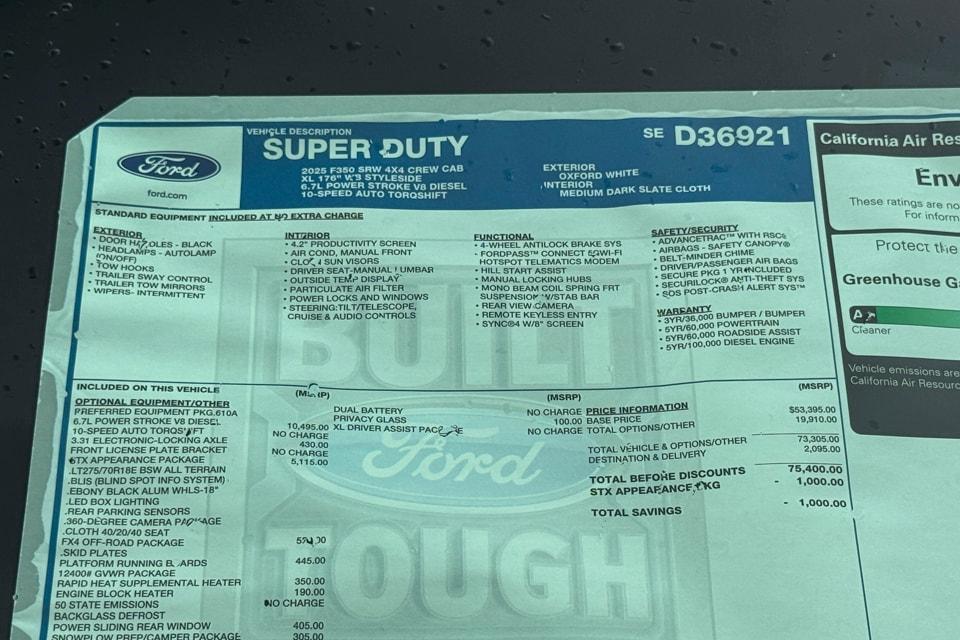 Ford
ford.com
VEHICLE DESCRIPTION
SUPER DUTY
2025 F350 SRW 4X4 CREW CAB
XL 176" W/B STYLESIDE
6.7L POWER STROKE V8 DIESEL
10-SPEED AUTO TORQSHIFT
EXTERIOR
OXFORD WHITE
INTERIOR
MEDIUM DARK SLATE CLOTH
SE D36921
STANDARD EQUIPMENT INCLUDED AT NO EXTRA CHARGE
EXTERIOR
• DOOR HANDLES - BLACK
• HEADLAMPS - AUTOLAMP
(ON/OFF)
• TOW HOOKS
• TRAILER SWAY CONTROL
• TRAILER TOW MIRRORS
• WIPERS- INTERMITTENT
INTERIOR
• 4.2" PRODUCTIVITY SCREEN
• AIR COND, MANUAL FRONT
• SUN VISORS
• DRIVER SEAT-MANUAL LUMBAR
• OUTSIDE TEMP DISPLAY
• PARTICULATE AIR FILTER
• POWER LOCKS AND WINDOWS
• STEERING:TILT/TELESCOPE,
CRUISE & AUDIO CONTROLS
FUNCTIONAL
• 4-WHEEL ANTILOCK BRAKE SYS
• FORDPASS™ CONNECT 5GWI-FI
HOTSPOT TELEMATICS MODEM
• HILL START ASSIST
• MANUAL LOCKING HUBS
• MONO BEAM COIL SPRING FRT
SUSPENSION W/STAB BAR
• REAR VIEW CAMERA
• REMOTE KEYLESS ENTRY
• SYNC®4 W/8" SCREEN
SAFETY/SECURITY
• ADVANCETRAC™ WITH RSC®
• AIRBAGS - SAFETY CANOPY®
• BELT-MINDER CHIME
• DRIVER/PASSENGER AIR BAGS
• SECURE PKG 1 YR INCLUDED
• SECURILOCK® ANTI-THEFT SYS
• SOS POST-CRASH ALERT SYS™
WARRANTY
• 3YR/36,000 BUMPER / BUMPER
• 5YR/60,000 POWERTRAIN
• 5YR/60,000 ROADSIDE ASSIST
• 5YR/100,000 DIESEL ENGINE
BUILT
Ford
TOUGH
INCLUDED ON THIS VEHICLE
(MSRP)
OPTIONAL EQUIPMENT/OTHER
PREFERRED EQUIPMENT PKG.610A
6.7L POWER STROKE V8 DIESEL 10,495.00
10-SPEED AUTO TORQSHIFT NO CHARGE
3.31 ELECTRONIC-LOCKING AXLE 430.00
FRONT LICENSE PLATE BRACKET NO CHARGE
STX APPEARANCE PACKAGE 5,115.00
.LT275/70R18E BSW ALL TERRAIN
.BLIS (BLIND SPOT INFO SYSTEM)
.EBONY BLACK ALUM WHLS-18"
.LED BOX LIGHTING
.REAR PARKING SENSORS
.360-DEGREE CAMERA PACKAGE
.CLOTH 40/20/40 SEAT
FX4 OFF-ROAD PACKAGE
.SKID PLATES
PLATFORM RUNNING BOARDS 445.00
12400# GVWR PACKAGE
RAPID HEAT SUPPLEMENTAL HEATER 350.00
ENGINE BLOCK HEATER 190.00
50 STATE EMISSIONS NO CHARGE
BACKGLASS DEFROST
POWER SLIDING REAR WINDOW 405.00
SNOWPLOW PREP/CAMPER PACKAGE 305.00
(MSRP)
DUAL BATTERY NO CHARGE
PRIVACY GLASS 100.00
XL DRIVER ASSIST PACKAGE NO CHARGE
(MSRP)
PRICE INFORMATION
BASE PRICE $53,395.00
TOTAL OPTIONS/OTHER 19,910.00
TOTAL VEHICLE & OPTIONS/OTHER 73,305.00
DESTINATION & DELIVERY 2,095.00
TOTAL BEFORE DISCOUNTS 75,400.00
STX APPEARANCE PKG - 1,000.00
TOTAL SAVINGS - 1,000.00
California Air Res
Env
These ratings are no
For inform
Protect the
Greenhouse Ga
A+
Cleaner
Vehicle emissions are
California Air Resourc